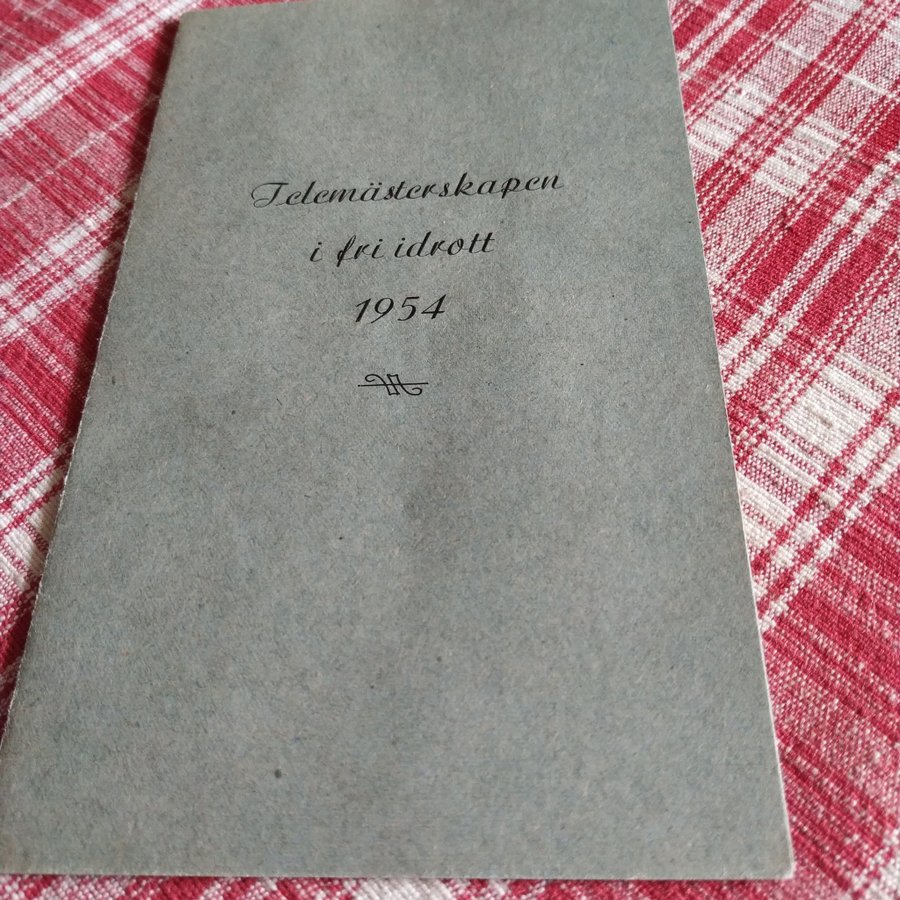 Telemästerskapen
i fri idrott
1954